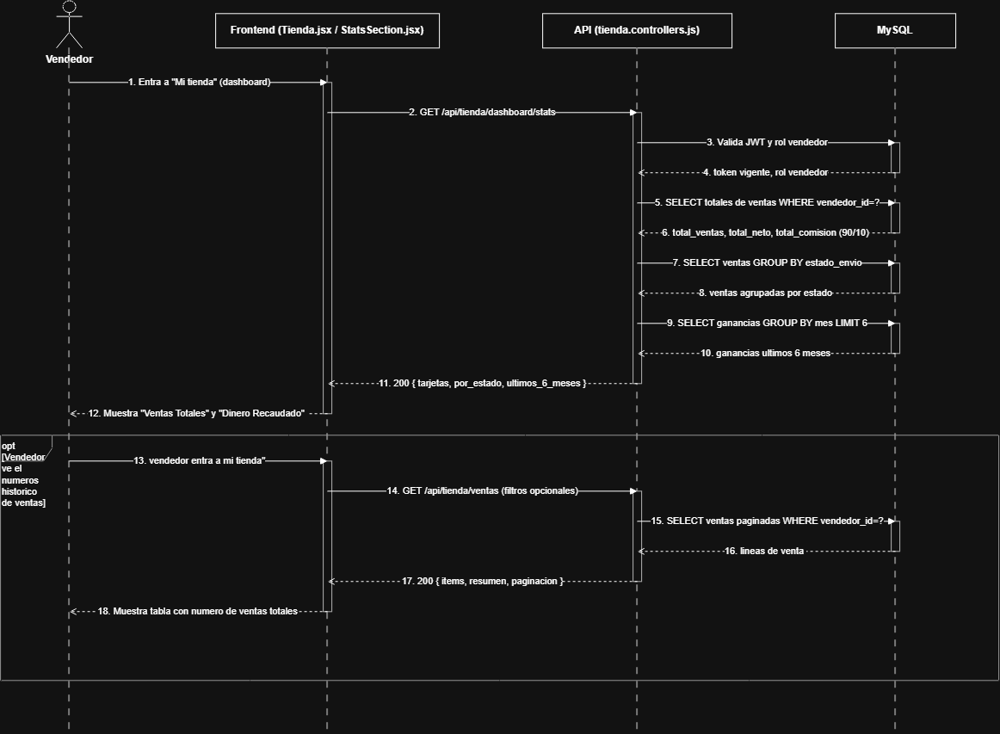 Vendedor
Frontend (Tienda.jsx / StatsSection.jsx)
API (tienda.controllers.js)
MySQL
1. Entra a "Mi tienda" (dashboard)
2. GET /api/tienda/dashboard/stats
3. Valida JWT y rol vendedor
4. token vigente, rol vendedor
5. SELECT totales de ventas WHERE vendedor_id=?
6. total_ventas, total_neto, total_comision (90/10)
7. SELECT ventas GROUP BY estado_envio
8. ventas agrupadas por estado
9. SELECT ganancias GROUP BY mes LIMIT 6
10. ganancias ultimos 6 meses
11. 200 { tarjetas, por_estado, ultimos_6_meses }
12. Muestra "Ventas Totales" y "Dinero Recaudado"
opt
[Vendedor
ve el
numeros
historico
de ventas]
13. vendedor entra a mi tienda"
14. GET /api/tienda/ventas (filtros opcionales)
15. SELECT ventas paginadas WHERE vendedor_id=?
16. lineas de venta
17. 200 { items, resumen, paginacion }
18. Muestra tabla con numero de ventas totales